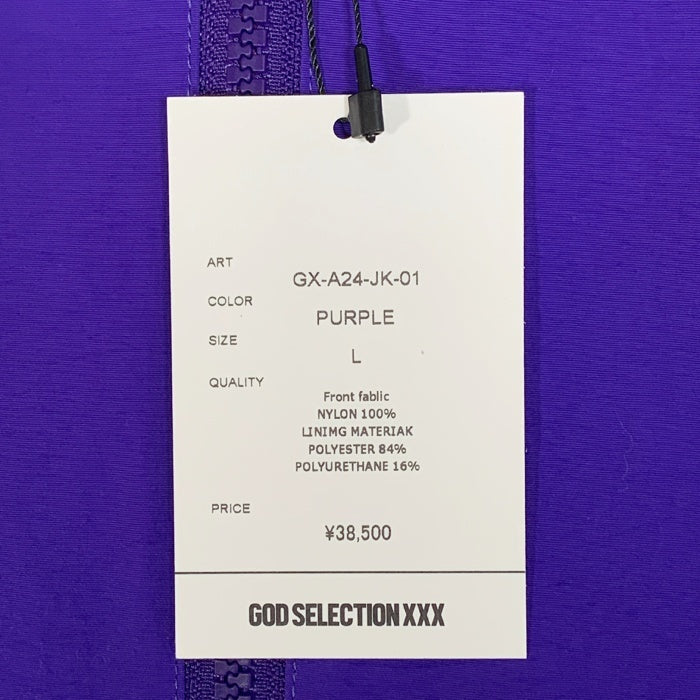 ART
GX-A24-JK-01
COLOR
PURPLE
SIZE
L
QUALITY
Front fablic
NYLON 100%
LINIMG MATERIAK
POLYESTER 84%
POLYURETHANE 16%
PRICE
¥38,500
GOD SELECTION XXX